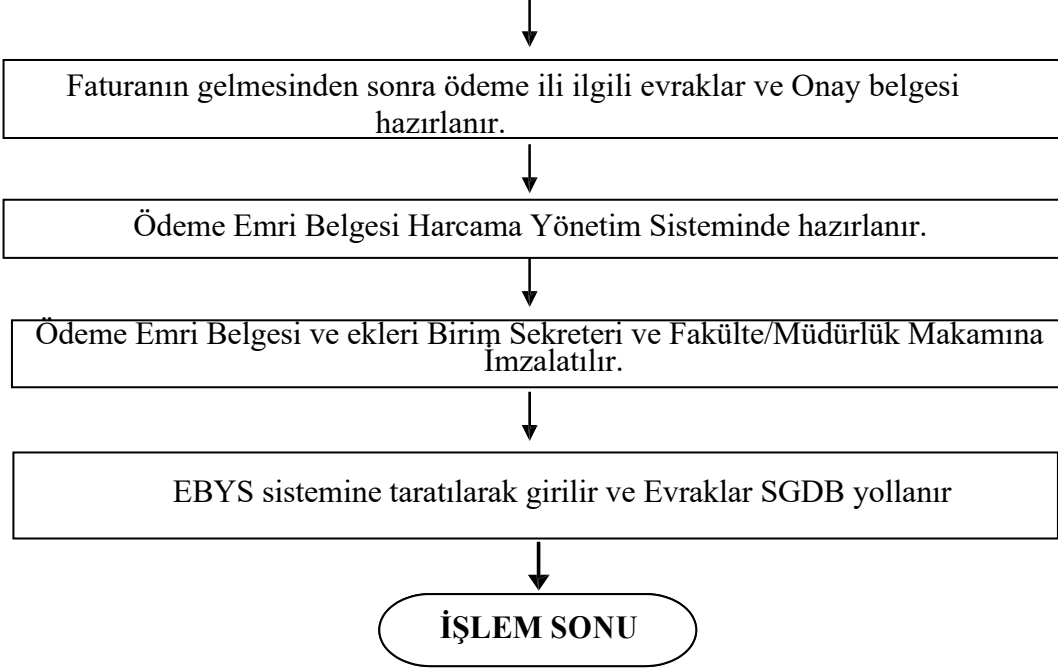 Faturanın gelmesinden sonra ödeme ili ilgili evraklar ve Onay belgesi
hazırlanır.
Ödeme Emri Belgesi Harcama Yönetim Sisteminde hazırlanır.
Ödeme Emri Belgesi ve ekleri Birim Sekreteri ve Fakülte/Müdürlük Makamına
İmzalatılır.
EBYS sistemine taratılarak girilir ve Evraklar SGDB yollanır
İŞLEM SONU